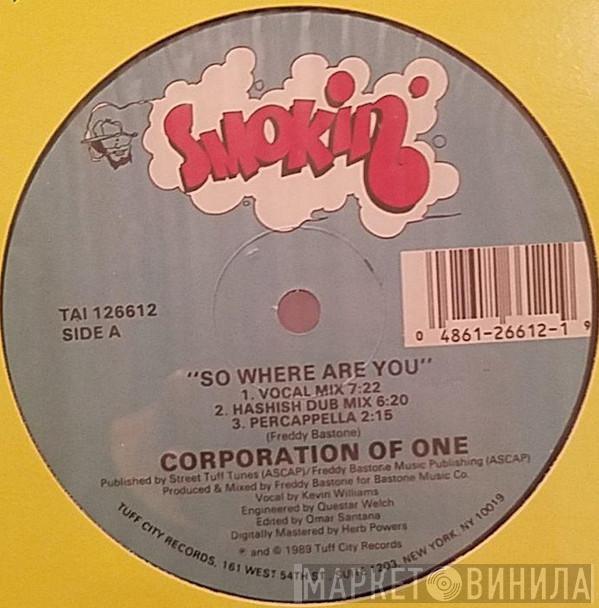 SMOKIN'
TAI 126612
SIDE A
0 4861-26612-1 9
"SO WHERE ARE YOU"
1. VOCAL MIX 7:22
2. HASHISH DUB MIX 6:20
3. PERCAPPELLA 2:15
(Freddy Bastone)
CORPORATION OF ONE
Published by Street Tuff Tunes (ASCAP)/Freddy Bastone Music Publishing (ASCAP)
Produced & Mixed by Freddy Bastone for Bastone Music Co.
Vocal by Kevin Williams
Engineered by Questar Welch
Edited by Omar Santana
Digitally Mastered by Herb Powers
℗ and © 1989 Tuff City Records
TUFF CITY RECORDS, 161 WEST 54TH ST., SUITE 1203, NEW YORK, NY 10019
МАРКЕТ ВИНИЛА